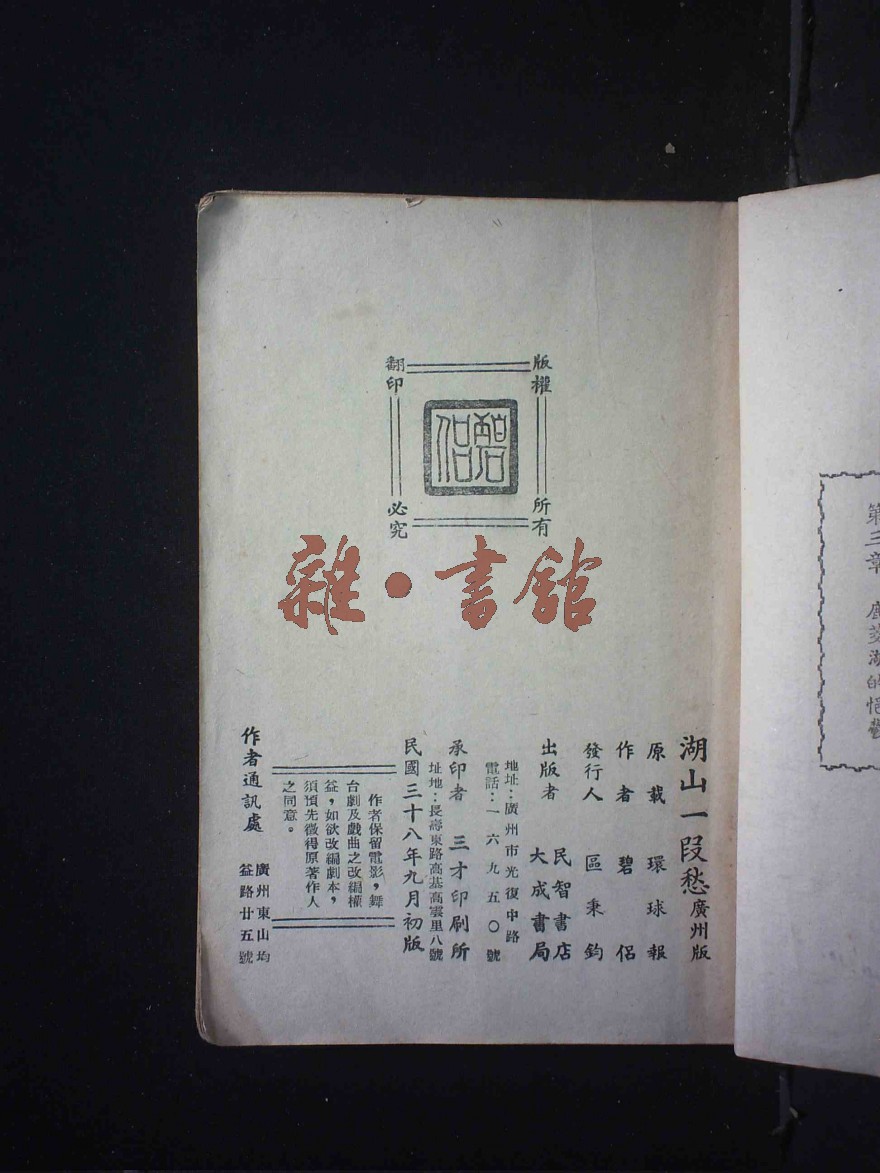 版權
所有
翻印
必究
碧侶
雜·書館
湖山一段愁廣州版
原載 環球報
作者 碧侶
發行人 區秉鈞
出版者 民智書店
大成書局
地址：廣州市光復中路
電話：一六九五〇號
承印者 三才印刷所
址地：長壽東路高基高雲里八號
民國三十八年九月初版
作者保留電影，舞
台劇及戲曲之改編權
益，如欲改編劇本，
須預先徵得原著作人
之同意。
作者通訊處
廣州東山均
益路廿五號
第三章
湖的